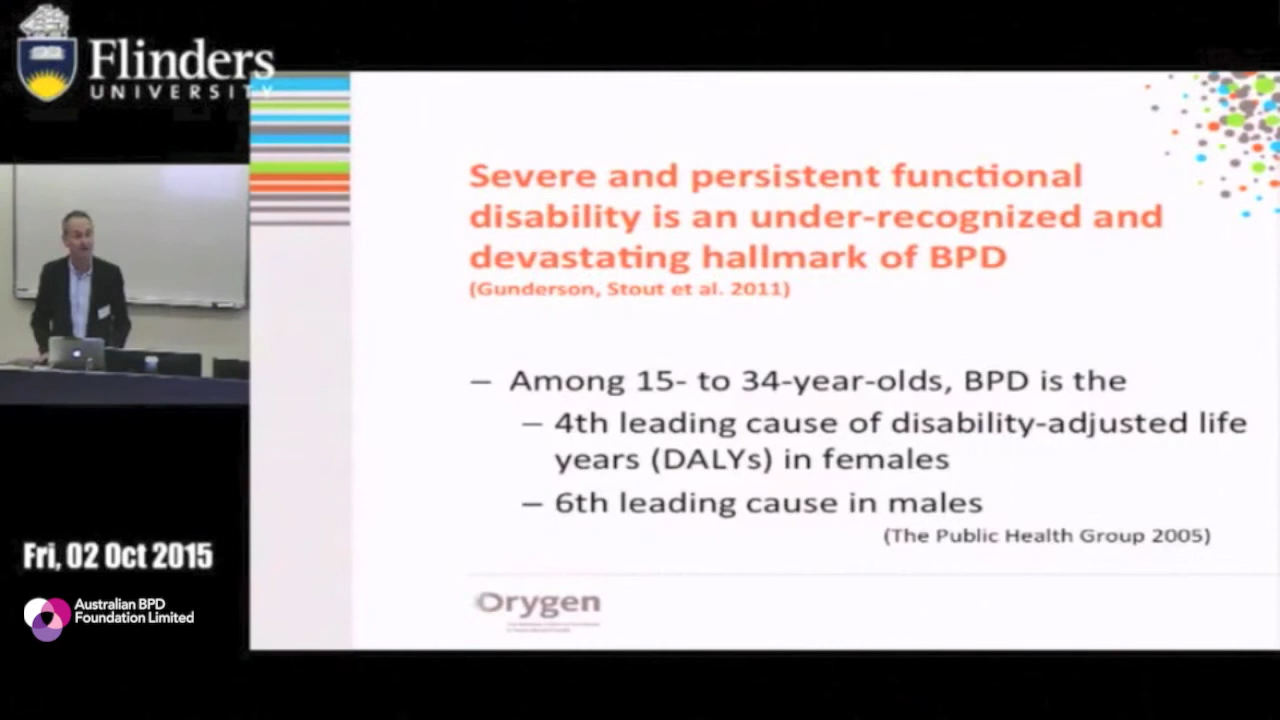 Flinders
UNIVERSITY
Severe and persistent functional
disability is an under-recognized and
devastating hallmark of BPD
(Gunderson, Stout et al. 2011)
– Among 15- to 34-year-olds, BPD is the
– 4th leading cause of disability-adjusted life
years (DALYs) in females
– 6th leading cause in males
(The Public Health Group 2005)
Orygen
Fri, 02 Oct 2015
Australian BPD
Foundation Limited